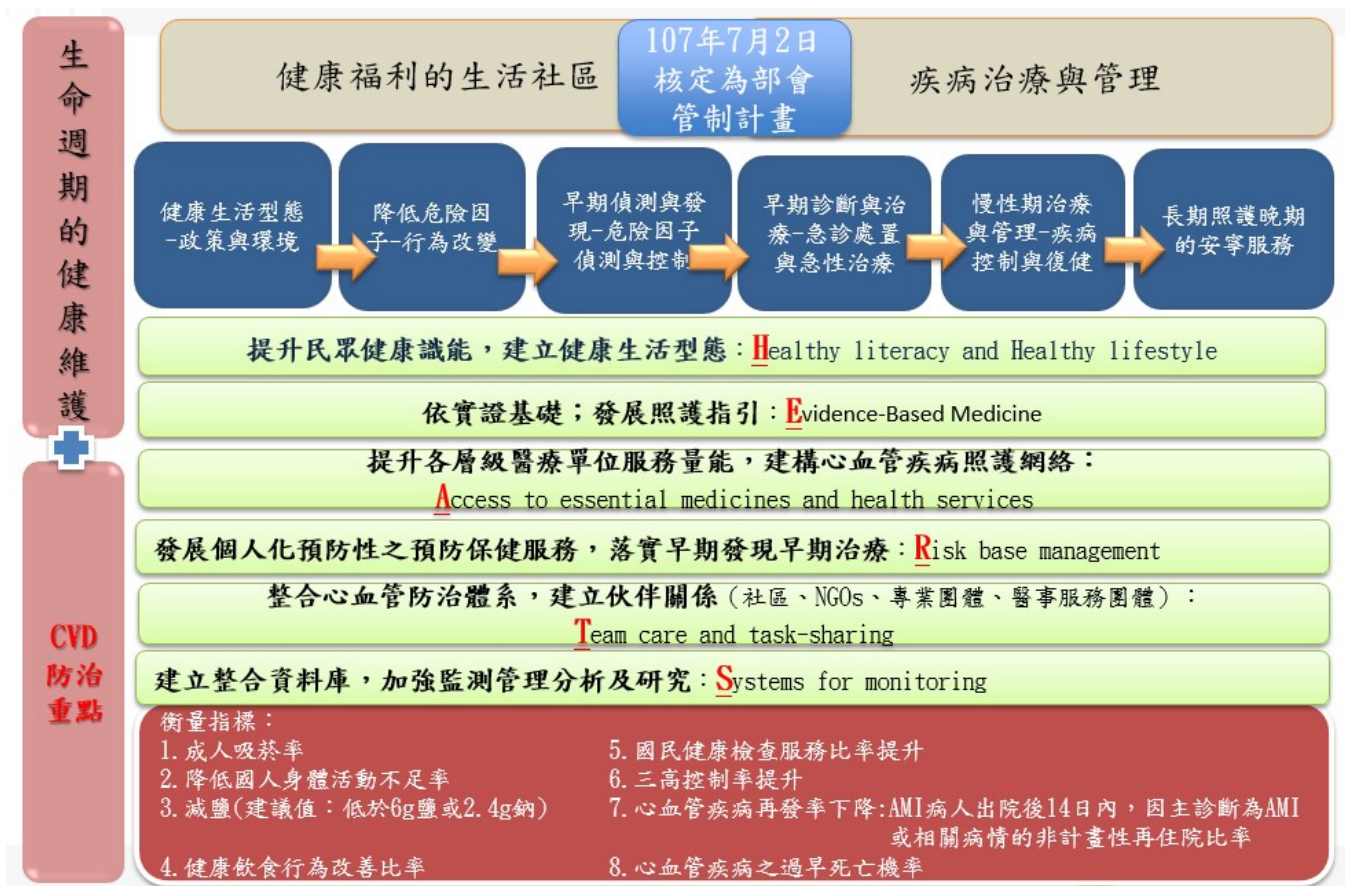 生命週期的健康維護
CVD
防治
重點
健康福利的生活社區
107年7月2日
核定為部會
管制計畫
疾病治療與管理
健康生活型態
-政策與環境
降低危險因
子-行為改變
早期偵測與發
現-危險因子
偵測與控制
早期診斷與治
療-急診處置
與急性治療
慢性期治療
與管理-疾病
控制與復健
長期照護晚期
的安寧服務
提升民眾健康識能，建立健康生活型態：Healthy literacy and Healthy lifestyle
依實證基礎；發展照護指引：Evidence-Based Medicine
提升各層級醫療單位服務量能，建構心血管疾病照護網絡：
Access to essential medicines and health services
發展個人化預防性之預防保健服務，落實早期發現早期治療：Risk base management
整合心血管防治體系，建立伙伴關係（社區、NGOs、專業團體、醫事服務團體）：
Team care and task-sharing
建立整合資料庫，加強監測管理分析及研究：Systems for monitoring
衡量指標：
1.成人吸菸率
2.降低國人身體活動不足率
3.減鹽(建議值：低於6g鹽或2.4g鈉)
4.健康飲食行為改善比率
5.國民健康檢查服務比率提升
6.三高控制率提升
7.心血管疾病再發率下降:AMI病人出院後14日內，因主診斷為AMI
或相關病情的非計畫性再住院比率
8.心血管疾病之過早死亡機率